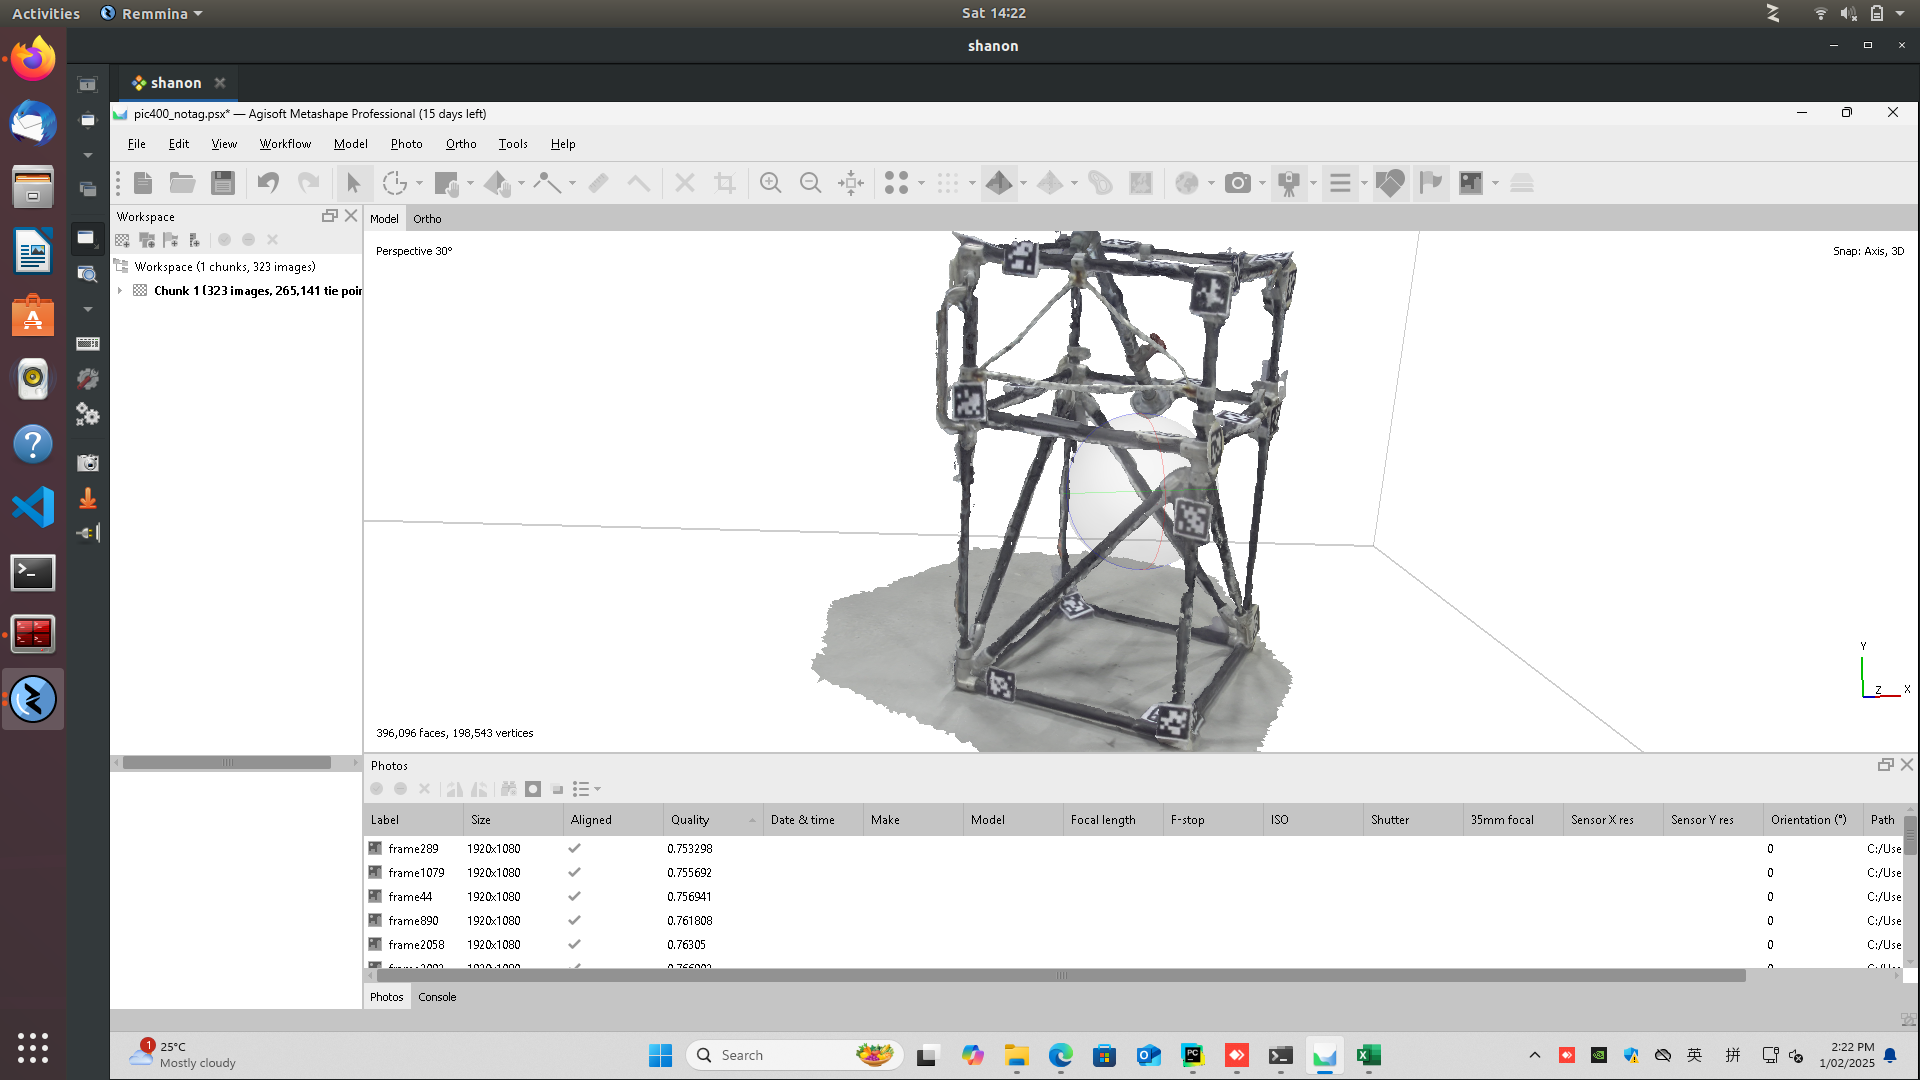 Activities
Remmina
Sat 14:22
shanon
shanon
pic400_notag.psx* — Agisoft Metashape Professional (15 days left)
File Edit View Workflow Model Photo Ortho Tools Help
Workspace
Model Ortho
Perspective 30°
Snap: Axis, 3D
Workspace (1 chunks, 323 images)
Chunk 1 (323 images, 265,141 tie poin
Y
Z
X
396,096 faces, 198,543 vertices
Photos
Label Size Aligned Quality Date & time Make Model Focal length F-stop ISO Shutter 35mm focal Sensor X res Sensor Y res Orientation (°) Path
frame289 1920x1080 0.753298 0 C:/Use
frame1079 1920x1080 0.755692 0 C:/Use
frame44 1920x1080 0.756941 0 C:/Use
frame890 1920x1080 0.761808 0 C:/Use
frame2058 1920x1080 0.76305 0 C:/Use
Photos Console
1
25°C
Mostly cloudy
Search
英
拼
2:22 PM
1/02/2025